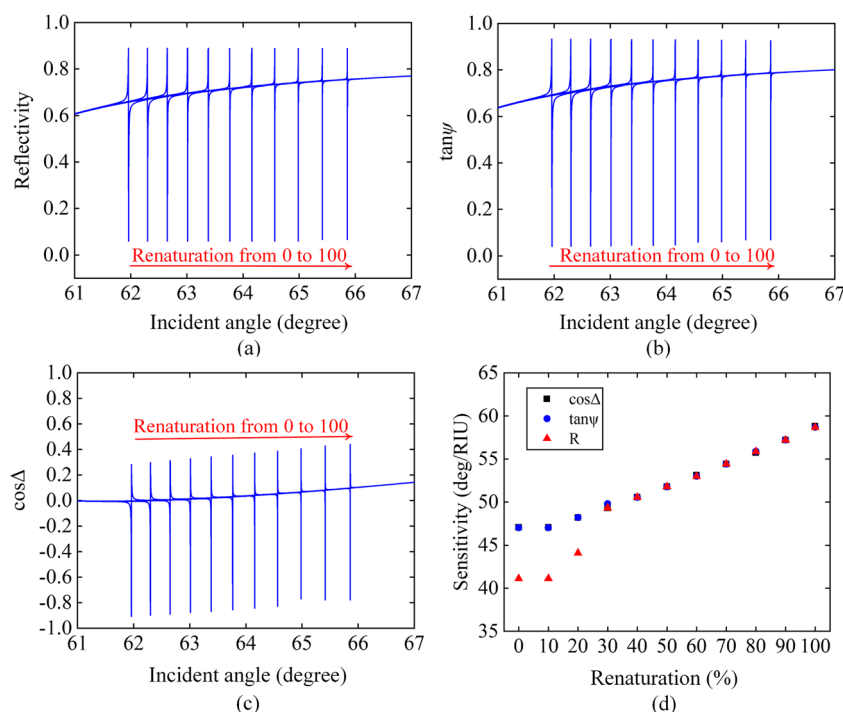 1.0
0.8
0.6
0.4
0.2
0.0
Reflectivity
Renaturation from 0 to 100
61 62 63 64 65 66 67
Incident angle (degree)
(a)
1.0
0.8
0.6
0.4
0.2
0.0
tanψ
Renaturation from 0 to 100
61 62 63 64 65 66 67
Incident angle (degree)
(b)
1.0
0.8
0.6
0.4
0.2
-0.0
-0.2
-0.4
-0.6
-0.8
-1.0
cosΔ
Renaturation from 0 to 100
61 62 63 64 65 66 67
Incident angle (degree)
(c)
65
60
55
50
45
40
35
Sensitivity (deg/RIU)
cosΔ
tanψ
R
0 10 20 30 40 50 60 70 80 90 100
Renaturation (%)
(d)